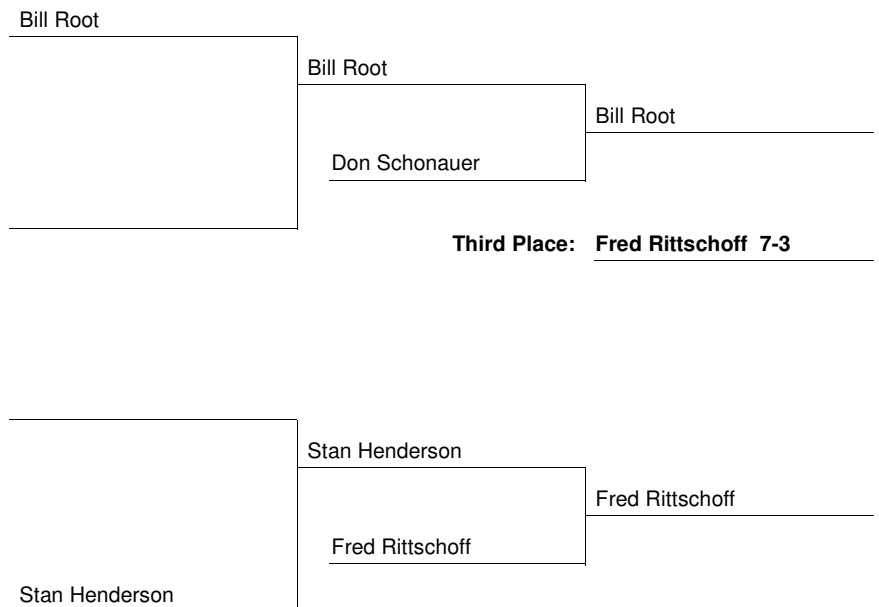 Bill Root
Bill Root
Bill Root
Don Schonauer
Third Place: Fred Rittschoff 7-3
Stan Henderson
Fred Rittschoff
Fred Rittschoff
Stan Henderson